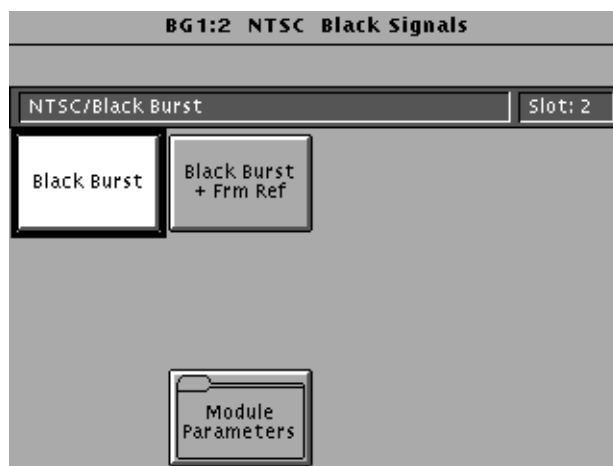 BG1:2 NTSC Black Signals
NTSC/Black Burst
Slot: 2
Black Burst
Black Burst
+ Frm Ref
Module
Parameters